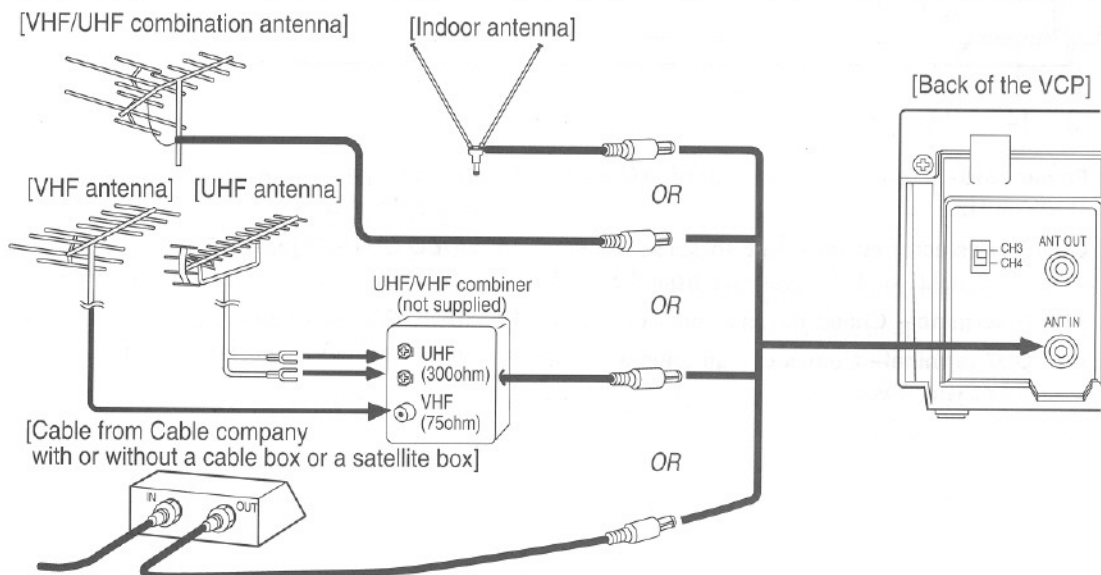 [VHF/UHF combination antenna]
[Indoor antenna]
[Back of the VCP]
OR
[VHF antenna]
[UHF antenna]
CH3
CH4
ANT OUT
UHF/VHF combiner
(not supplied)
OR
ANT IN
UHF
(300ohm)
VHF
(75ohm)
[Cable from Cable company
with or without a cable box or a satellite box]
OR
IN
OUT